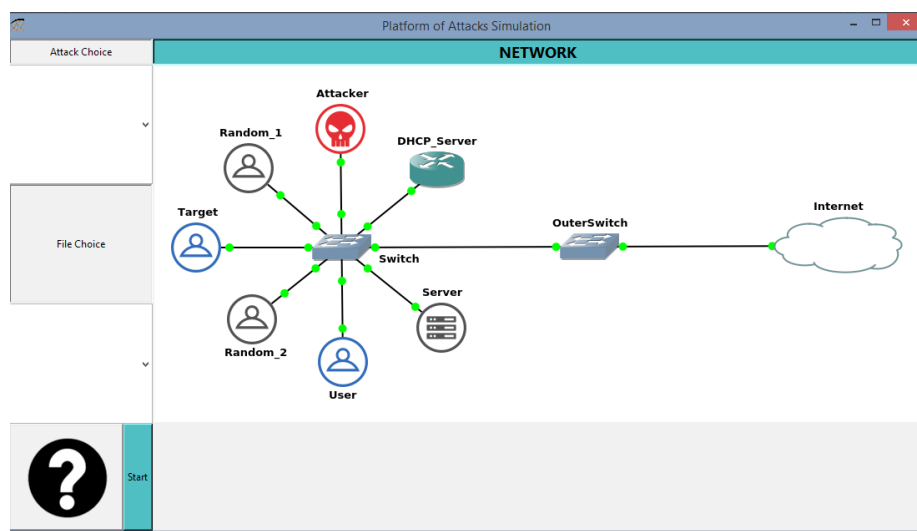 Platform of Attacks Simulation
Attack Choice
NETWORK
Attacker
Random_1
DHCP_Server
Target
Internet
OuterSwitch
File Choice
Switch
Server
Random_2
User
Start